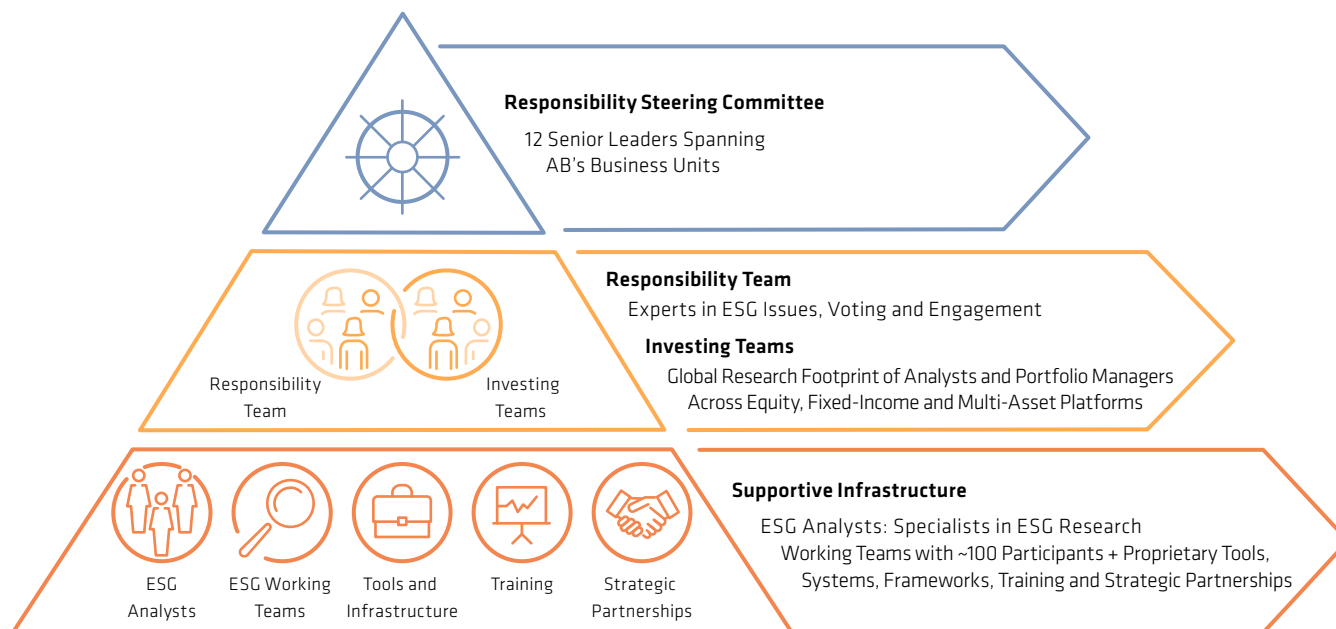 Responsibility Steering Committee
12 Senior Leaders Spanning
AB's Business Units
Responsibility
Team
Investing
Teams
Responsibility Team
Experts in ESG Issues, Voting and Engagement
Investing Teams
Global Research Footprint of Analysts and Portfolio Managers
Across Equity, Fixed-Income and Multi-Asset Platforms
ESG
Analysts
ESG Working
Teams
Tools and
Infrastructure
Training
Strategic
Partnerships
Supportive Infrastructure
ESG Analysts: Specialists in ESG Research
Working Teams with ~100 Participants + Proprietary Tools,
Systems, Frameworks, Training and Strategic Partnerships